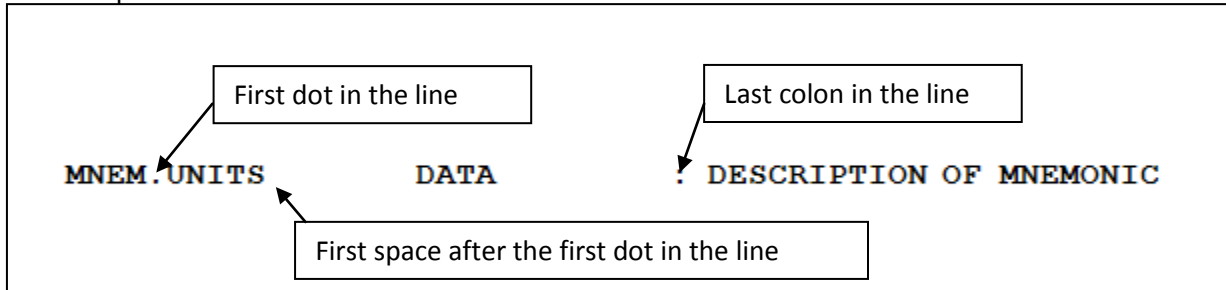 First dot in the line
Last colon in the line
MNEM.UNITS DATA : DESCRIPTION OF MNEMONIC
First space after the first dot in the line